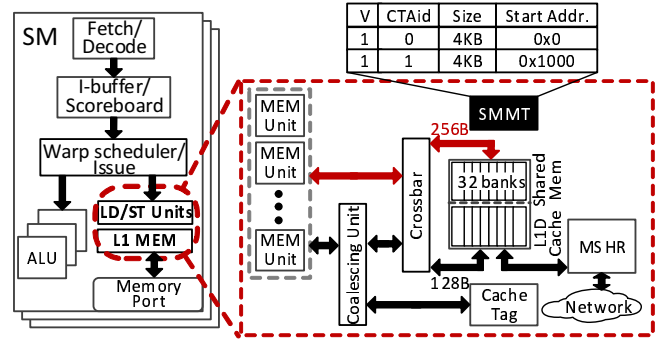 SM
Fetch/
Decode
I-buffer/
Scoreboard
Warp scheduler/
Issue
LD/ST Units
L1 MEM
ALU
Memory
Port
V CTAid Size Start Addr.
1 0 4KB 0x0
1 1 4KB 0x1000
SMMT
MEM
Unit
MEM
Unit
MEM
Unit
Coalescing Unit
Crossbar
256B
32 banks
Shared
Mem
L1D
Cache
128B
Cache
Tag
MSHR
Network